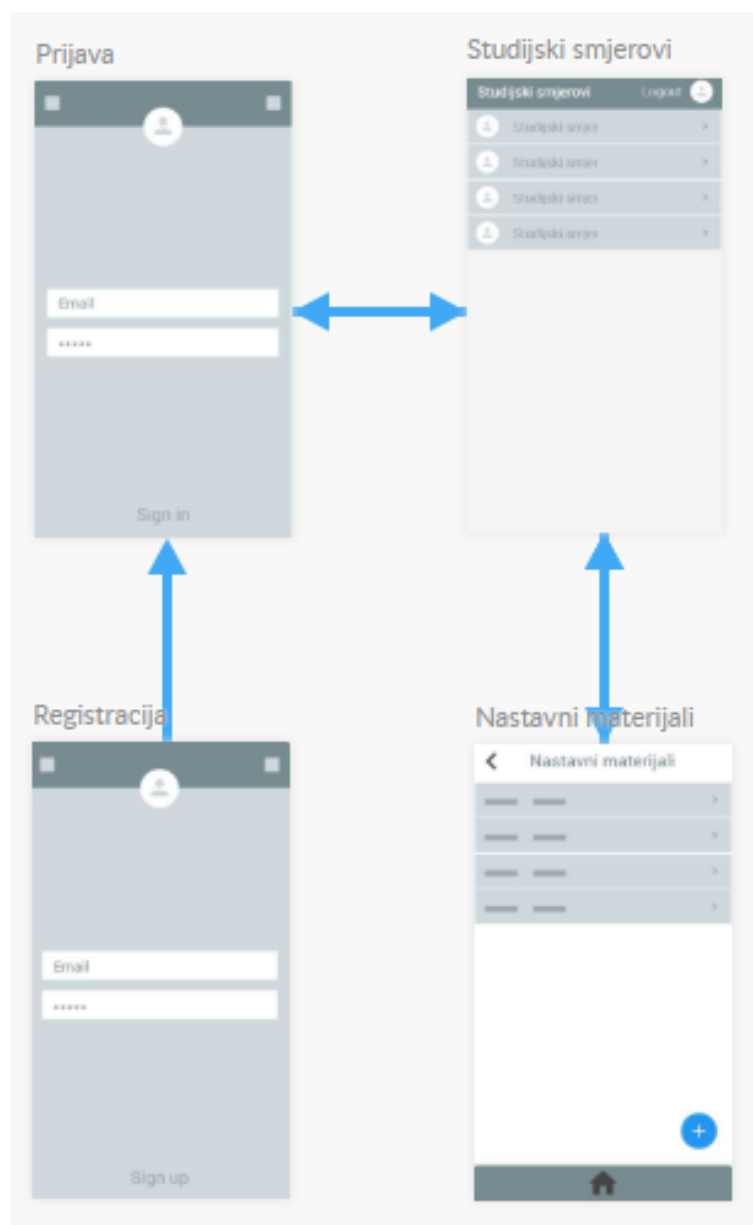 Prijava
Email
*****
Sign in
Studijski smjerovi
Studijski smjerovi Logout
Studijski smjer
Studijski smjer
Studijski smjer
Studijski smjer
Registracija
Email
*****
Sign up
Nastavni materijali
Nastavni materijali